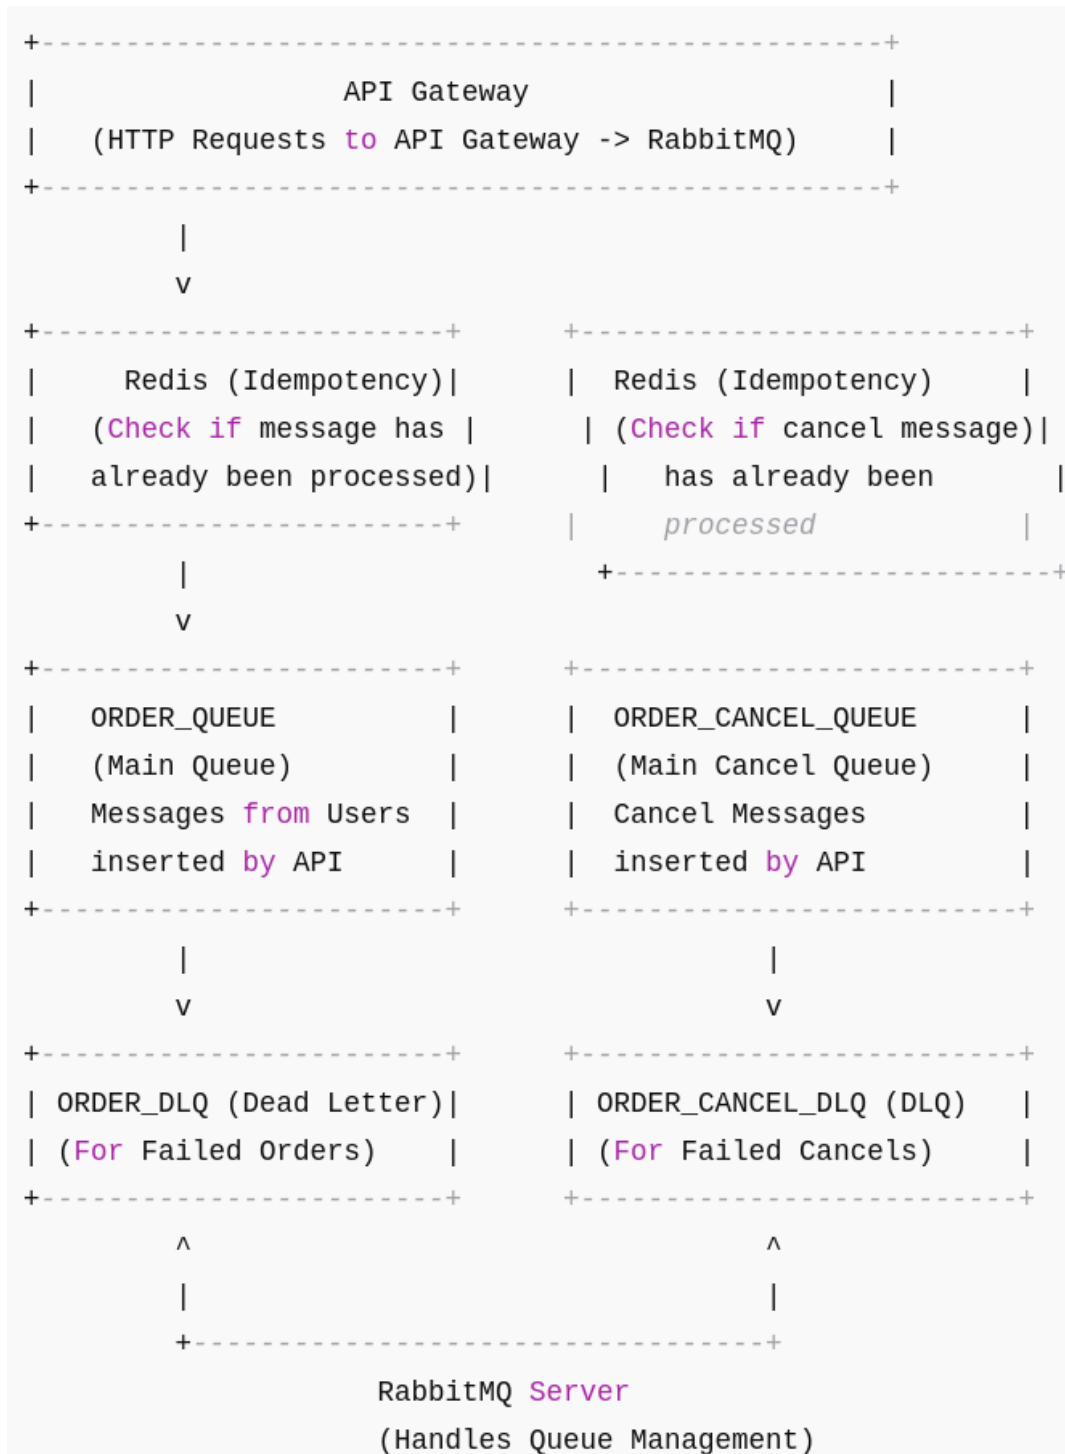 +--------------------------------------------------+
|                  API Gateway                     |
|   (HTTP Requests to API Gateway -> RabbitMQ)     |
+--------------------------------------------------+
         |
         v
+------------------------+      +--------------------------+
|     Redis (Idempotency)|      |  Redis (Idempotency)     |
|   (Check if message has |      | (Check if cancel message)|
|   already been processed)|      |   has already been       |
+------------------------+      |     processed            |
         |                        +--------------------------+
         v
+------------------------+      +--------------------------+
|   ORDER_QUEUE          |      |  ORDER_CANCEL_QUEUE      |
|   (Main Queue)         |      |  (Main Cancel Queue)     |
|   Messages from Users  |      |  Cancel Messages         |
|   inserted by API      |      |  inserted by API         |
+------------------------+      +--------------------------+
         |                                  |
         v                                  v
+------------------------+      +--------------------------+
| ORDER_DLQ (Dead Letter)|      | ORDER_CANCEL_DLQ (DLQ)   |
| (For Failed Orders)    |      | (For Failed Cancels)     |
+------------------------+      +--------------------------+
         ^                                  ^
         |                                  |
         +----------------------------------+
                    RabbitMQ Server
                    (Handles Queue Management)